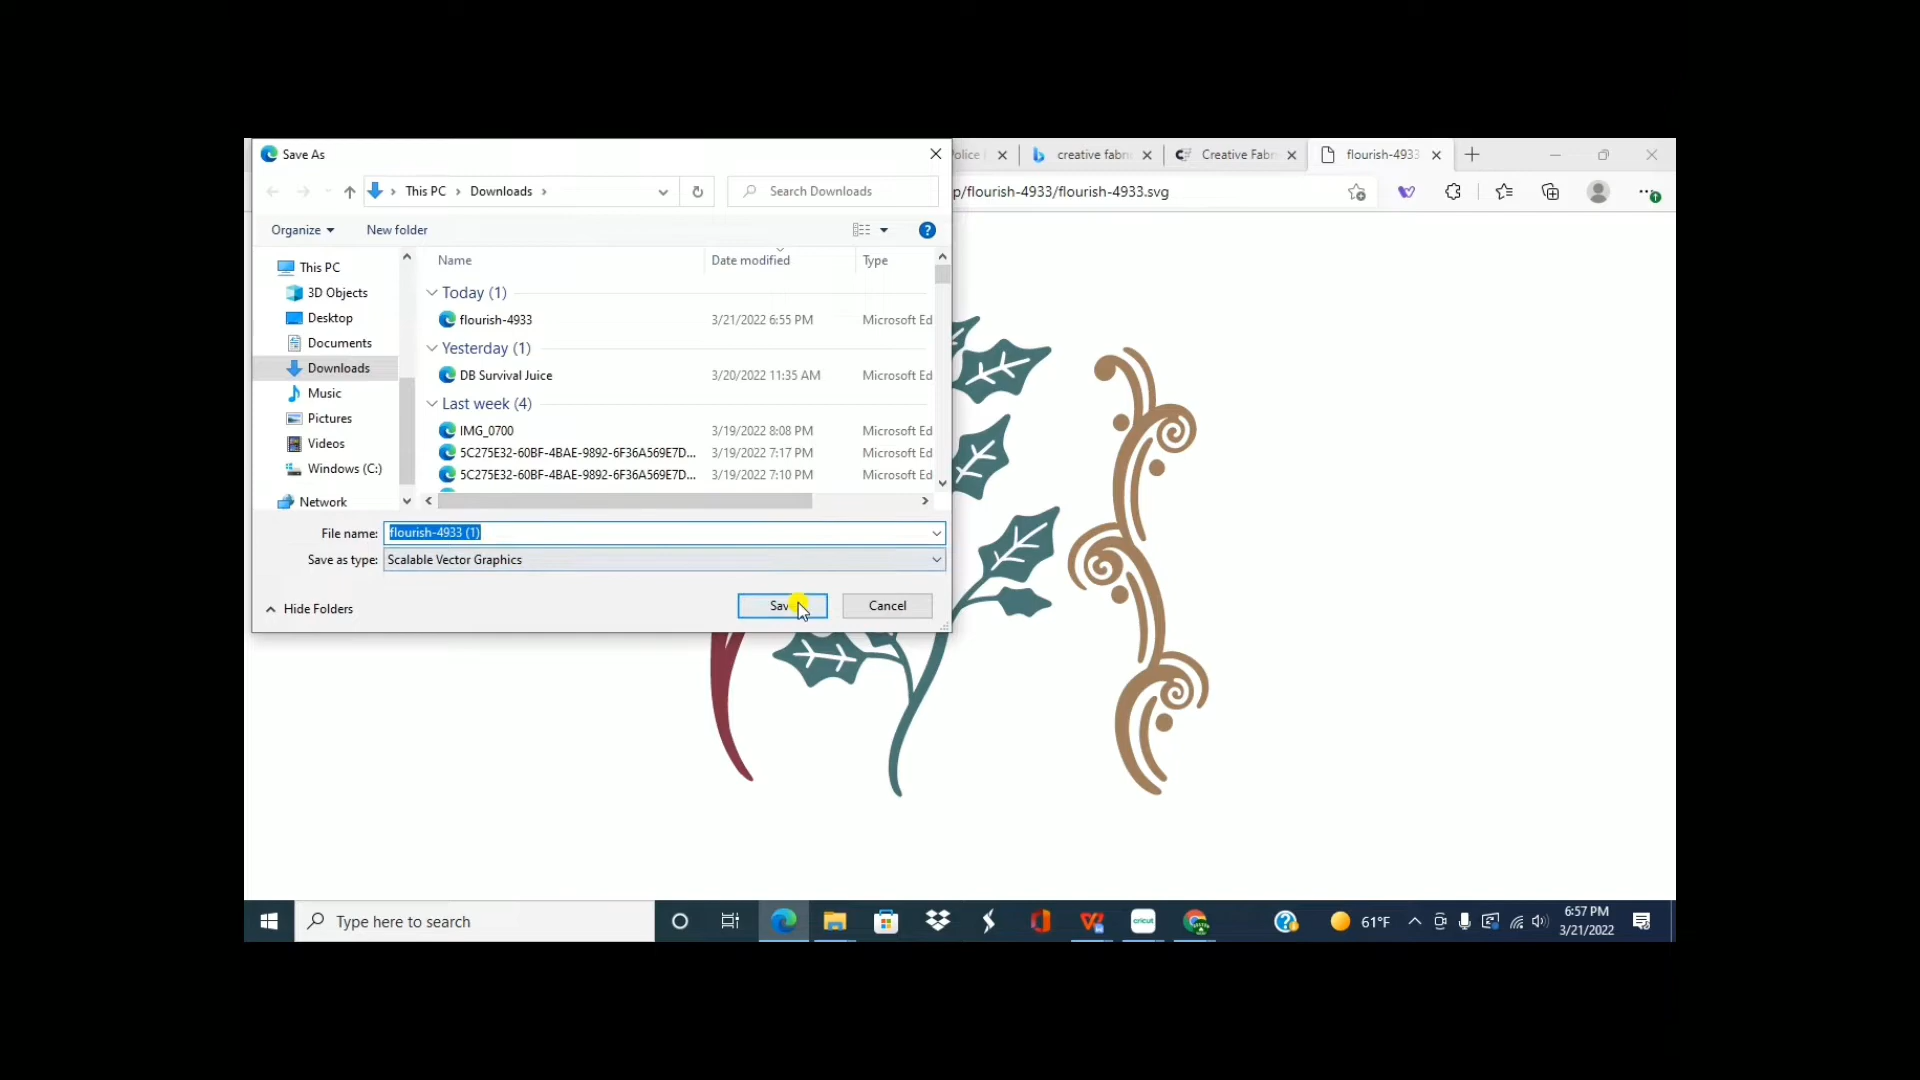 Save As
olice
creative fabr
Creative Fabr
flourish-4933
This PC
Downloads
Search Downloads
p/flourish-4933/flourish-4933.svg
Organize
New folder
Name
Date modified
Type
This PC
3D Objects
Desktop
Documents
Downloads
Music
Pictures
Videos
Windows (C:)
Network
Today (1)
flourish-4933 3/21/2022 6:55 PM Microsoft Ed
Yesterday (1)
DB Survival Juice 3/20/2022 11:35 AM Microsoft Ed
Last week (4)
IMG_0700 3/19/2022 8:08 PM Microsoft Ed
5C275E32-60BF-4BAE-9892-6F36A569E7D... 3/19/2022 7:17 PM Microsoft Ed
5C275E32-60BF-4BAE-9892-6F36A569E7D... 3/19/2022 7:10 PM Microsoft Ed
File name: flourish-4933 (1)
Save as type: Scalable Vector Graphics
Hide Folders
Sav
Cancel
Type here to search
cricut
61°F
6:57 PM
3/21/2022